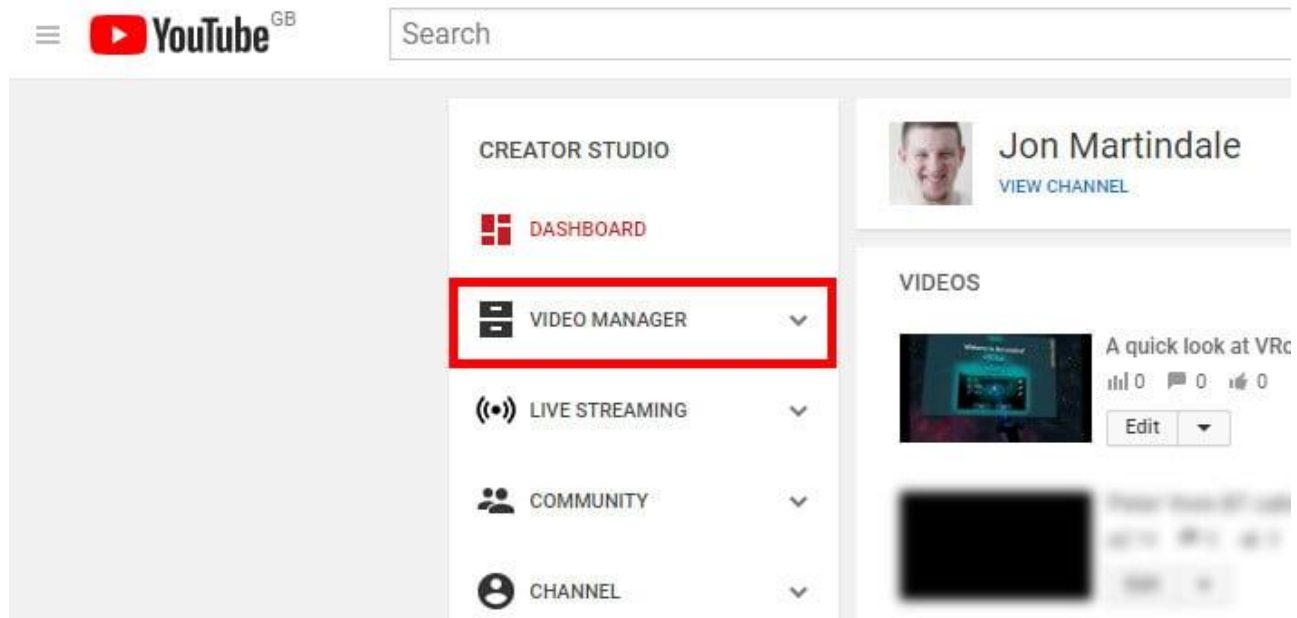 YouTube GB
Search
CREATOR STUDIO
DASHBOARD
VIDEO MANAGER
LIVE STREAMING
COMMUNITY
CHANNEL
Jon Martindale
VIEW CHANNEL
VIDEOS
A quick look at VRc
0 0 0
Edit